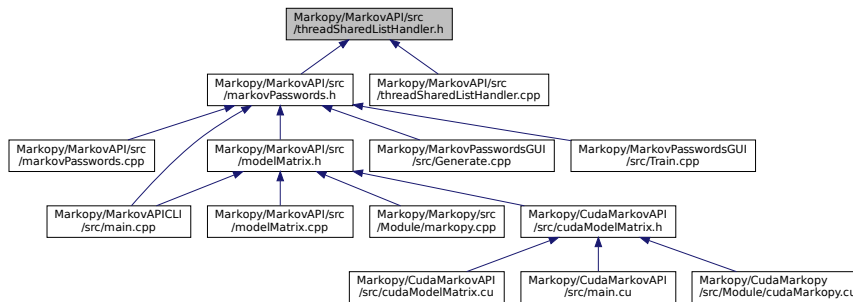 Markopy/MarkovAPI/src
/threadSharedListHandler.h
Markopy/MarkovAPI/src
/markovPasswords.h
Markopy/MarkovAPI/src
/threadSharedListHandler.cpp
Markopy/MarkovAPI/src
/markovPasswords.cpp
Markopy/MarkovAPI/src
/modelMatrix.h
Markopy/MarkovPasswordsGUI
/src/Generate.cpp
Markopy/MarkovPasswordsGUI
/src/Train.cpp
Markopy/MarkovAPICLI
/src/main.cpp
Markopy/MarkovAPI/src
/modelMatrix.cpp
Markopy/Markopy/src
/Module/markopy.cpp
Markopy/CudaMarkovAPI
/src/cudaModelMatrix.h
Markopy/CudaMarkovAPI
/src/cudaModelMatrix.cu
Markopy/CudaMarkovAPI
/src/main.cu
Markopy/CudaMarkopy
/src/Module/cudaMarkopy.cu